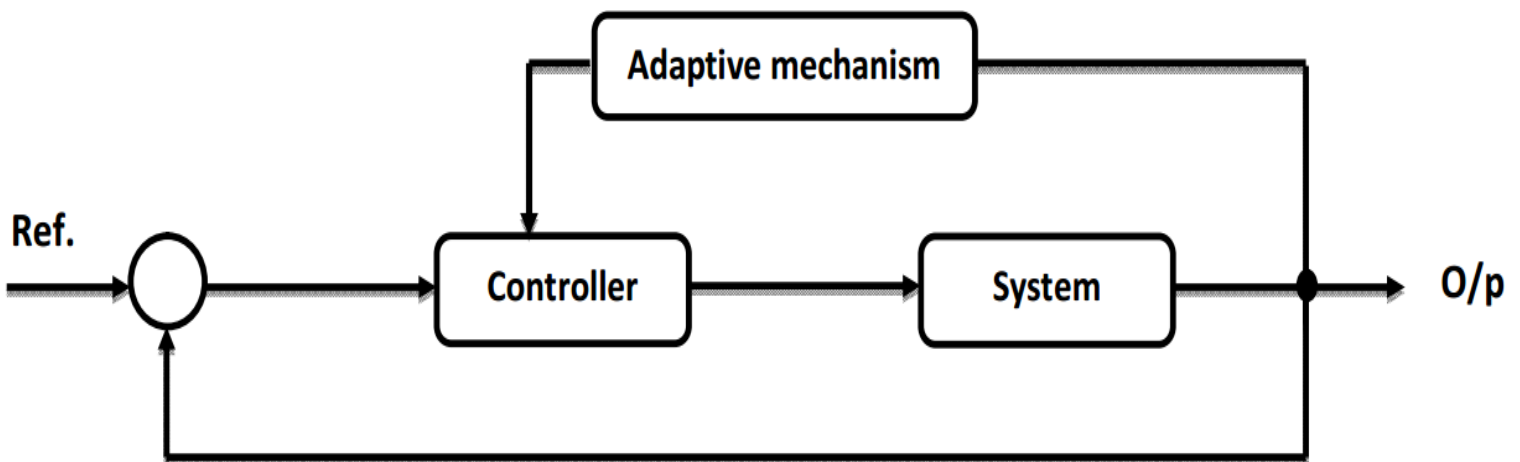 Adaptive mechanism
Ref.
Controller
System
O/p